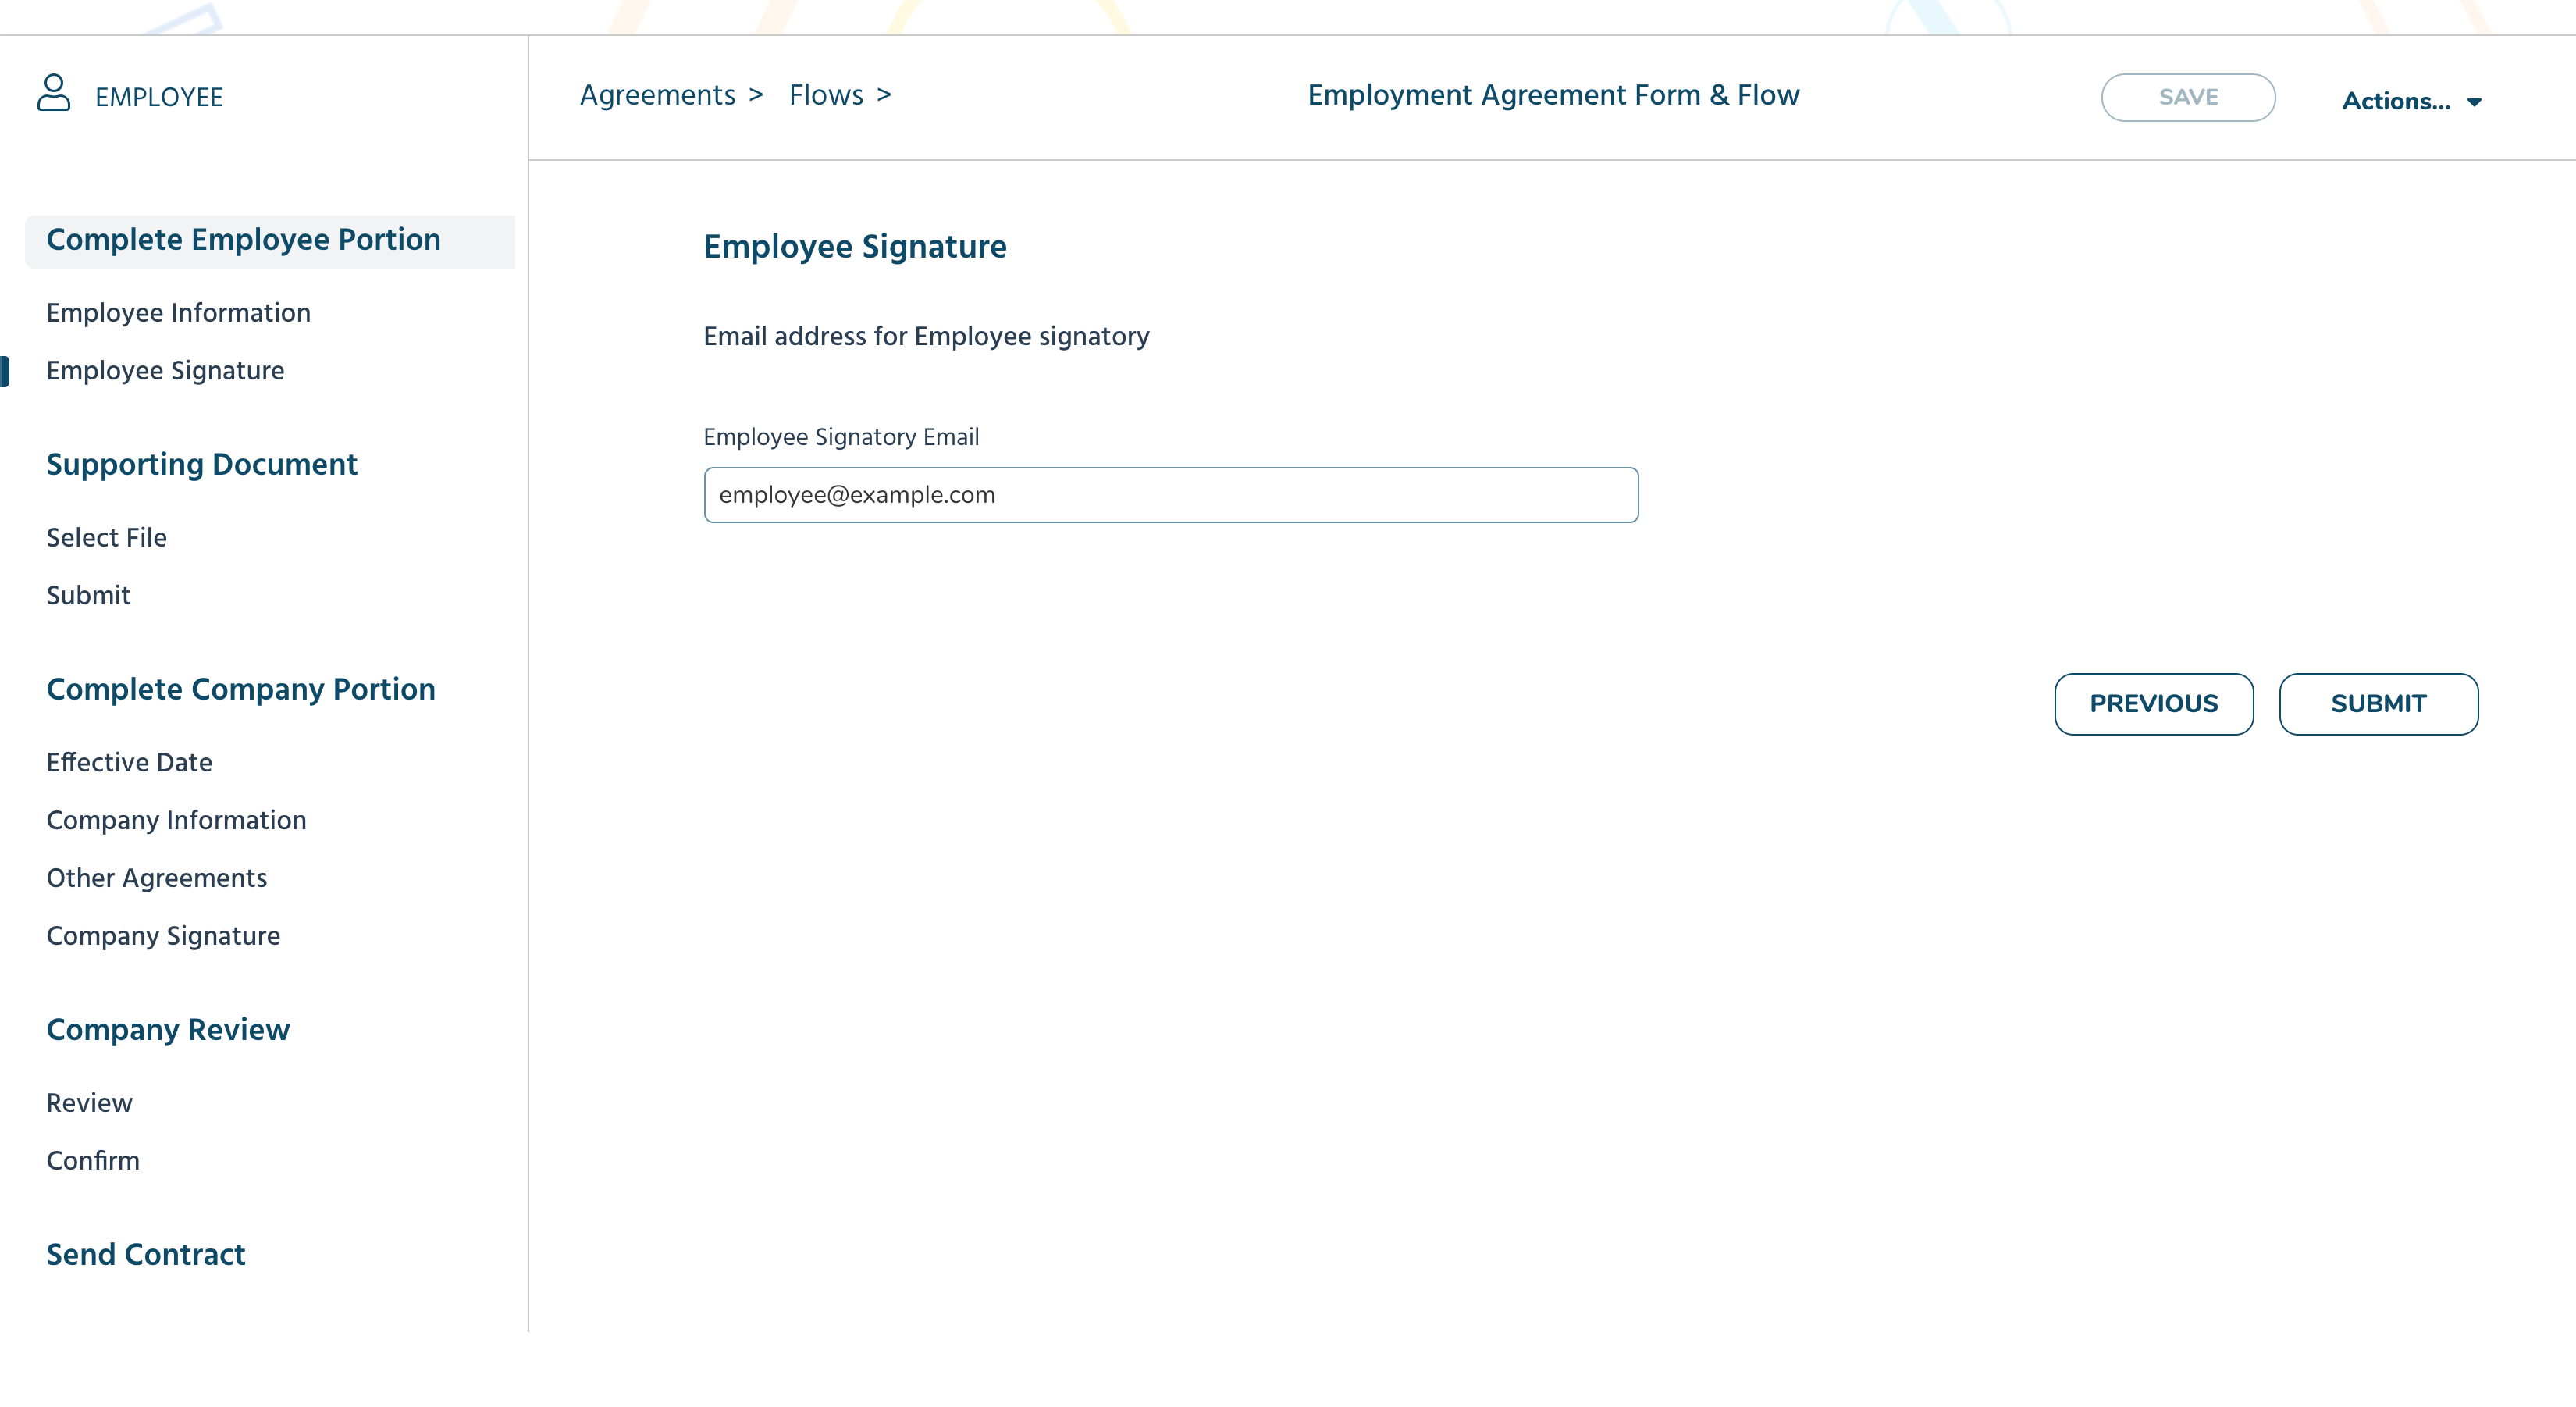 EMPLOYEE
Agreements > Flows >
Employment Agreement Form & Flow
SAVE
Actions...
Complete Employee Portion
Employee Information
Employee Signature
Supporting Document
Select File
Submit
Complete Company Portion
Effective Date
Company Information
Other Agreements
Company Signature
Company Review
Review
Confirm
Send Contract
Employee Signature
Email address for Employee signatory
Employee Signatory Email
employee@example.com
PREVIOUS
SUBMIT